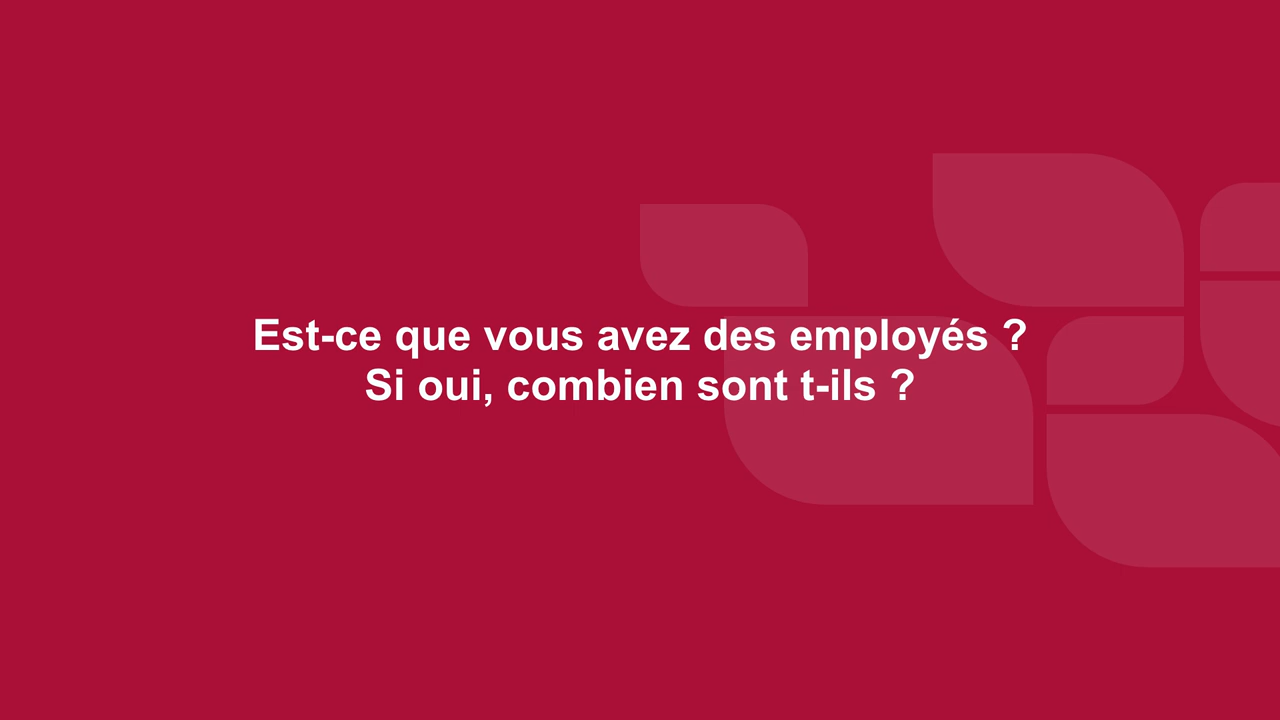 Est-ce que vous avez des employés ?
Si oui, combien sont t-ils ?